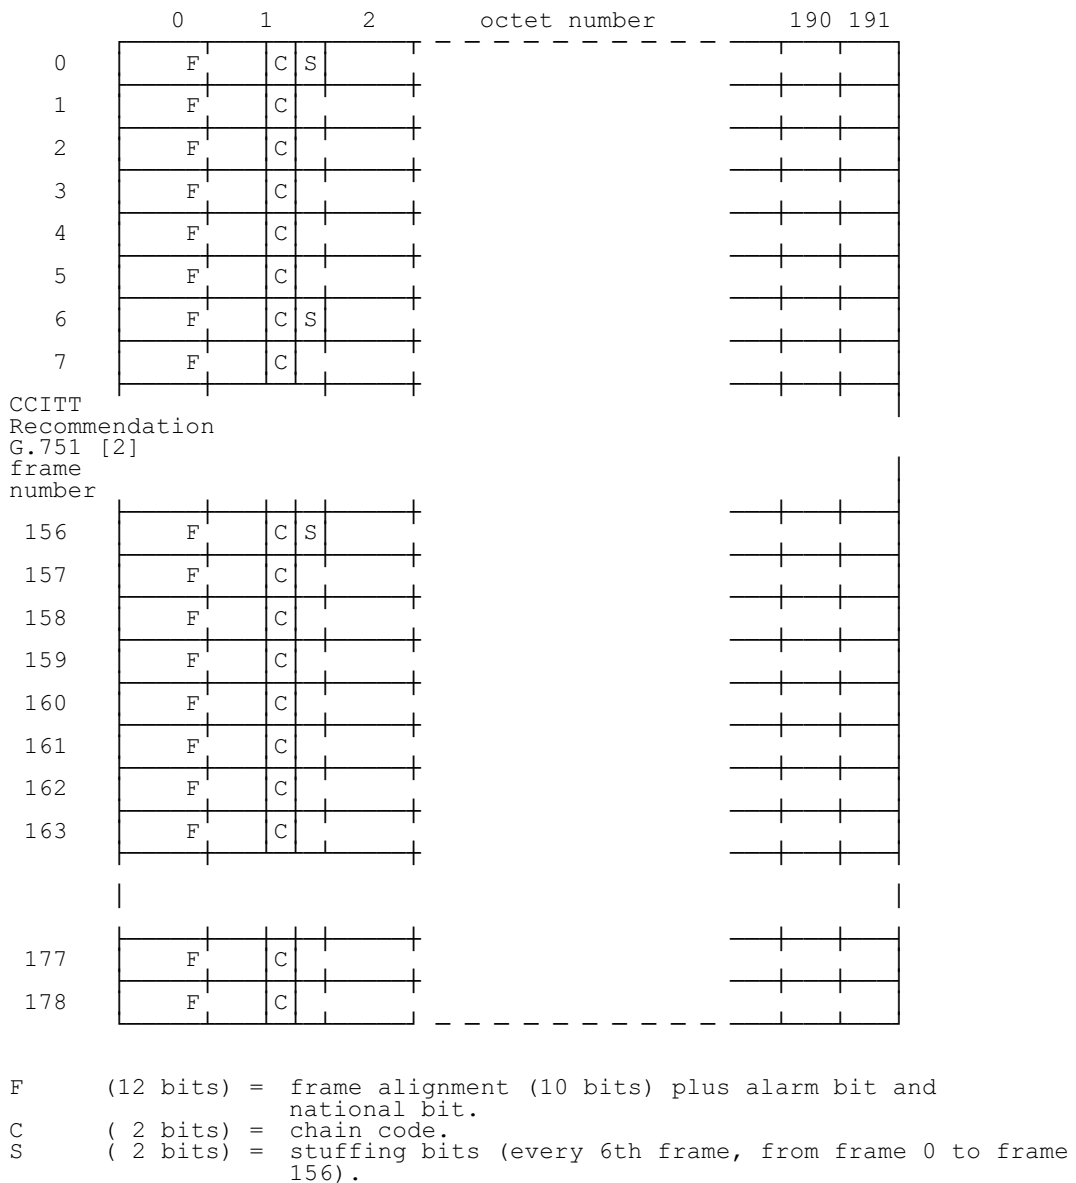 0 1 2 octet number 190 191
0 F C S
1 F C
2 F C
3 F C
4 F C
5 F C
6 F C S
7 F C
CCITT
Recommendation
G.751 [2]
frame
number
156 F C S
157 F C
158 F C
159 F C
160 F C
161 F C
162 F C
163 F C
177 F C
178 F C
F (12 bits) = frame alignment (10 bits) plus alarm bit and
national bit.
C ( 2 bits) = chain code.
S ( 2 bits) = stuffing bits (every 6th frame, from frame 0 to frame
156).